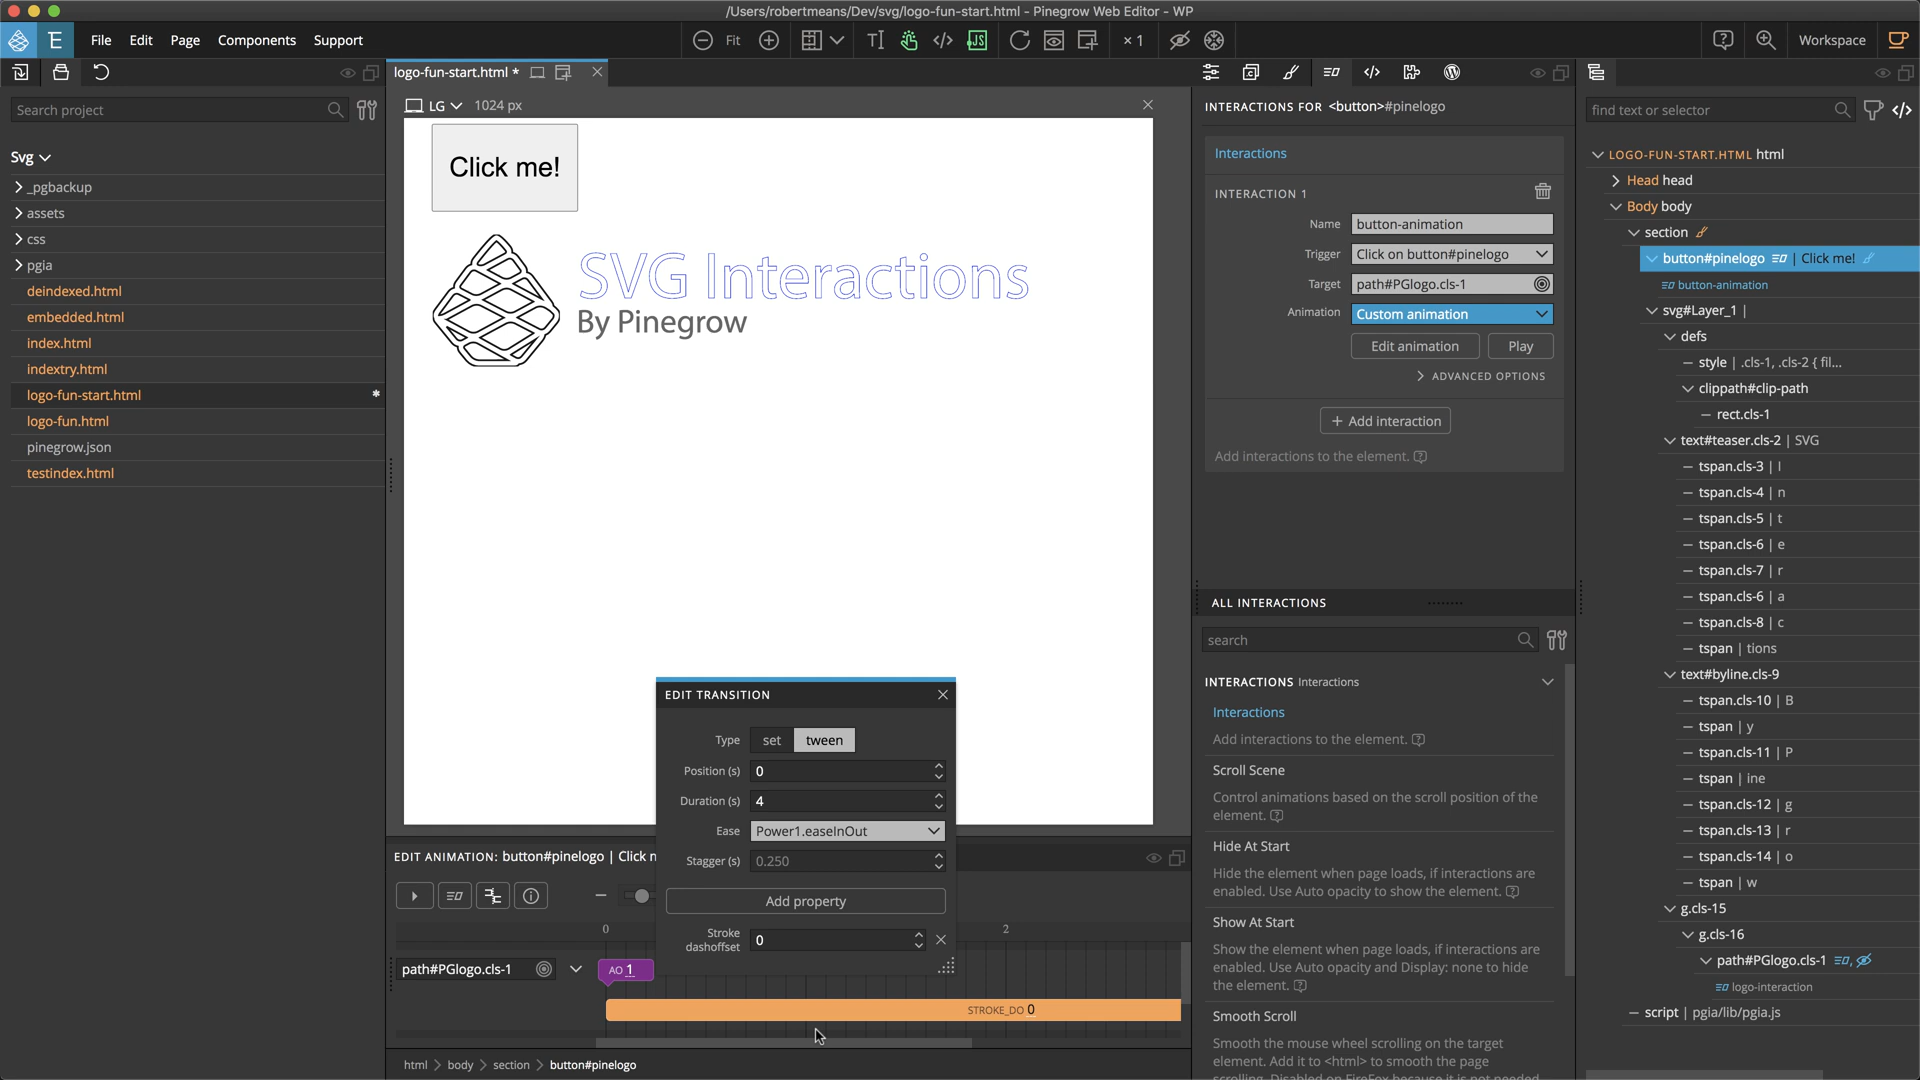 /Users/robertmeans/Dev/svg/logo-fun-start.html - Pinegrow Web Editor - WP
File Edit Page Components Support
Fit
× 1
Workspace
logo-fun-start.html *
Search project
Svg
_pgbackup
assets
css
pgia
deindexed.html
embedded.html
index.html
indextry.html
logo-fun-start.html *
logo-fun.html
pinegrow.json
testindex.html
LG 1024 px
Click me!
SVG Interactions
By Pinegrow
EDIT TRANSITION
Type set tween
Position (s) 0
Duration (s) 4
Ease Power1.easeInOut
Stagger (s) 0.250
Add property
Stroke
dashoffset 0
EDIT ANIMATION: button#pinelogo | Click m
0 2
path#PGlogo.cls-1
AO 1
STROKE_DO 0
html > body > section > button#pinelogo
INTERACTIONS FOR <button>#pinelogo
Interactions
INTERACTION 1
Name button-animation
Trigger Click on button#pinelogo
Target path#PGlogo.cls-1
Animation Custom animation
Edit animation Play
ADVANCED OPTIONS
+ Add interaction
Add interactions to the element.
ALL INTERACTIONS
search
INTERACTIONS Interactions
Interactions
Add interactions to the element.
Scroll Scene
Control animations based on the scroll position of the
element.
Hide At Start
Hide the element when page loads, if interactions are
enabled. Use Auto opacity to show the element.
Show At Start
Show the element when page loads, if interactions are
enabled. Use Auto opacity and Display: none to hide
the element.
Smooth Scroll
Smooth the mouse wheel scrolling on the target
element. Add it to <html> to smooth the page
scrolling. Disabled on FireFox because it is not needed
find text or selector
LOGO-FUN-START.HTML html
Head head
Body body
section
button#pinelogo | Click me!
button-animation
svg#Layer_1 |
defs
style | .cls-1, .cls-2 { fil...
clippath#clip-path
rect.cls-1
text#teaser.cls-2 | SVG
tspan.cls-3 | I
tspan.cls-4 | n
tspan.cls-5 | t
tspan.cls-6 | e
tspan.cls-7 | r
tspan.cls-6 | a
tspan.cls-8 | c
tspan | tions
text#byline.cls-9
tspan.cls-10 | B
tspan | y
tspan.cls-11 | P
tspan | ine
tspan.cls-12 | g
tspan.cls-13 | r
tspan.cls-14 | o
tspan | w
g.cls-15
g.cls-16
path#PGlogo.cls-1
logo-interaction
script | pgia/lib/pgia.js